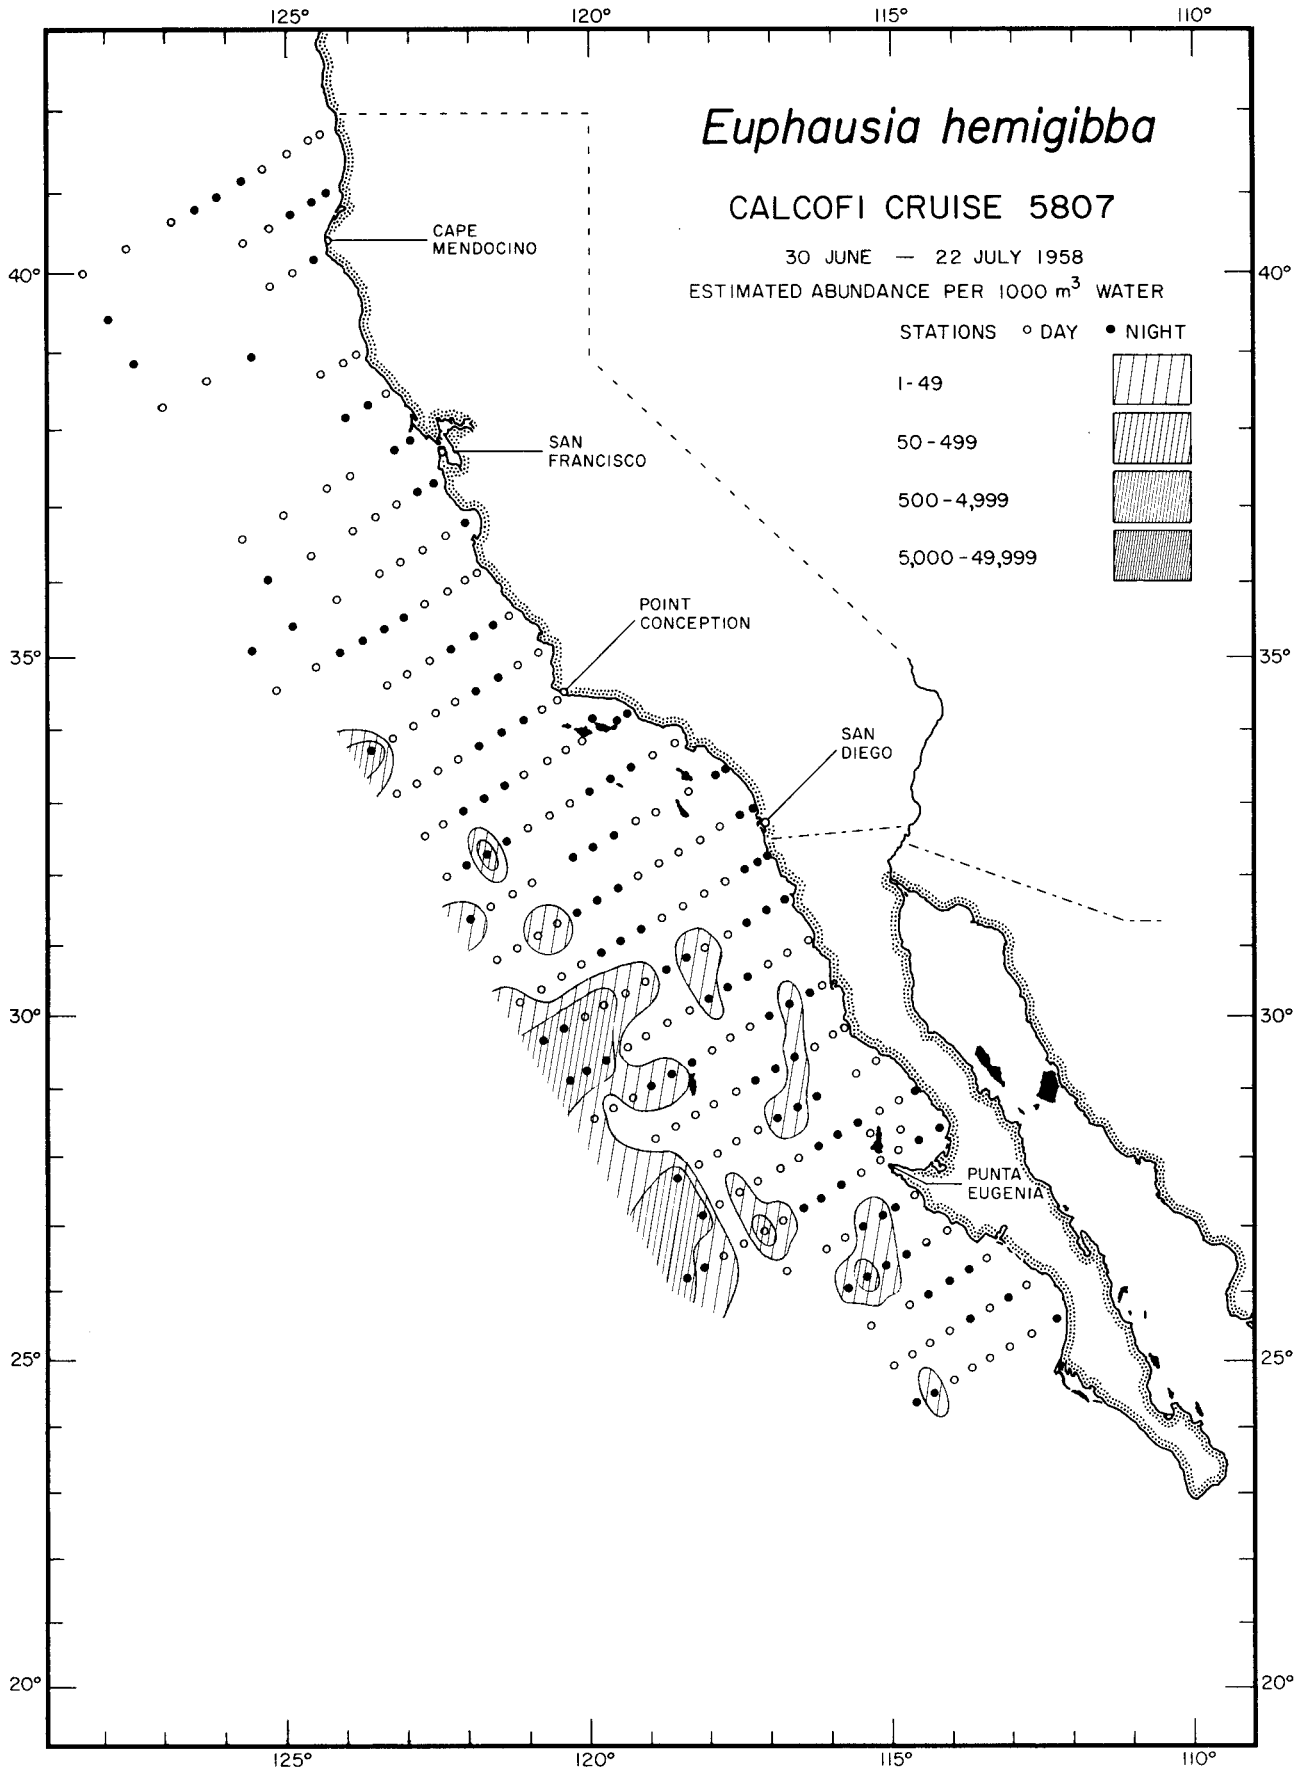 125° 120° 115° 110°
Euphausia hemigibba
CALCOFI CRUISE 5807
30 JUNE — 22 JULY 1958
ESTIMATED ABUNDANCE PER 1000 m³ WATER
STATIONS ○ DAY ● NIGHT
1-49
50-499
500-4,999
5,000-49,999
CAPE
MENDOCINO
40° 40°
SAN
FRANCISCO
POINT
CONCEPTION
35° 35°
SAN
DIEGO
30° 30°
PUNTA
EUGENIA
25° 25°
20° 20°
125° 120° 115° 110°